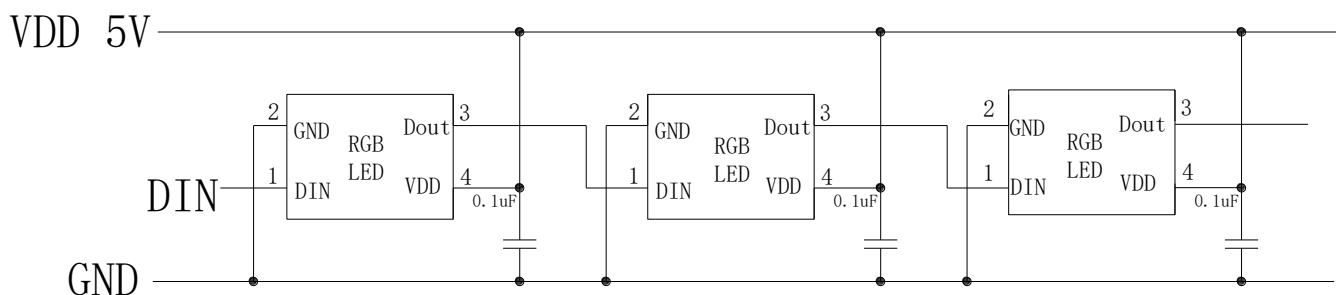 VDD 5V
2 GND RGB LED Dout 3
DIN 1 DIN VDD 4
0.1uF
2 GND RGB LED Dout 3
1 DIN VDD 4
0.1uF
2 GND RGB LED Dout 3
1 DIN VDD 4
0.1uF
GND